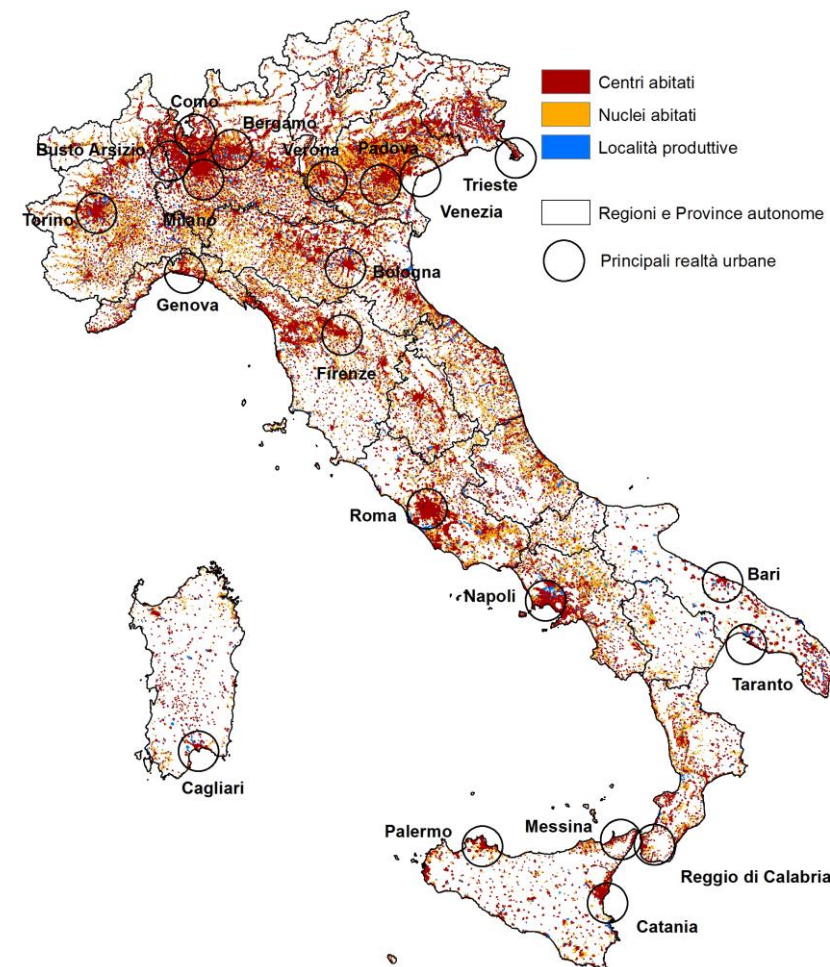 Centri abitati
Nuclei abitati
Località produttive
Regioni e Province autonome
Principali realtà urbane
Como
Bergamo
Busto Arsizio
Verona
Padova
Trieste
Venezia
Torino
Milano
Bologna
Genova
Firenze
Roma
Napoli
Bari
Taranto
Cagliari
Palermo
Messina
Reggio di Calabria
Catania